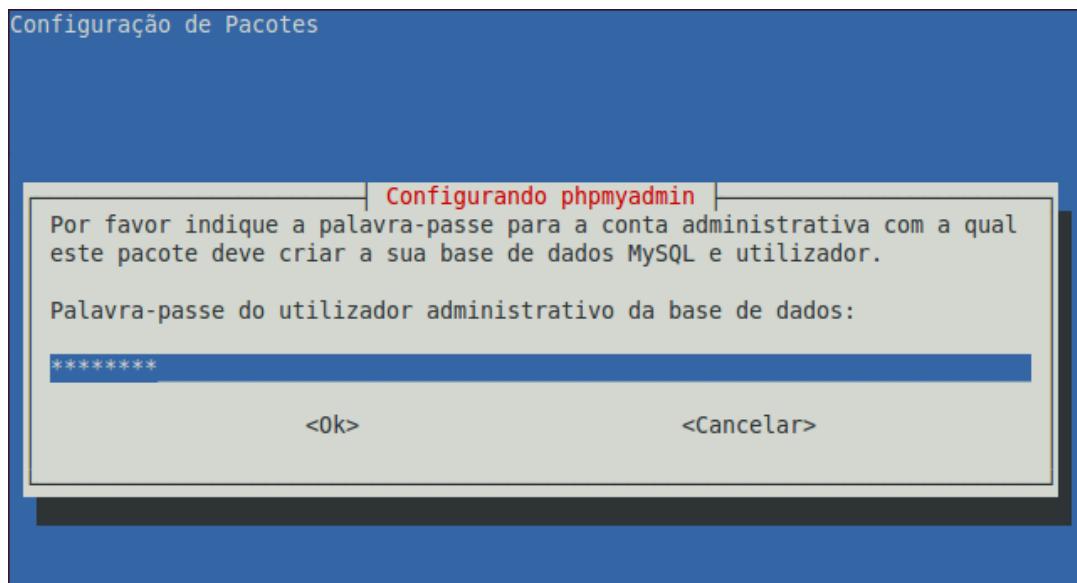 Configuração de Pacotes
Configurando phpmyadmin
Por favor indique a palavra-passe para a conta administrativa com a qual
este pacote deve criar a sua base de dados MySQL e utilizador.
Palavra-passe do utilizador administrativo da base de dados:
********
<Ok> <Cancelar>